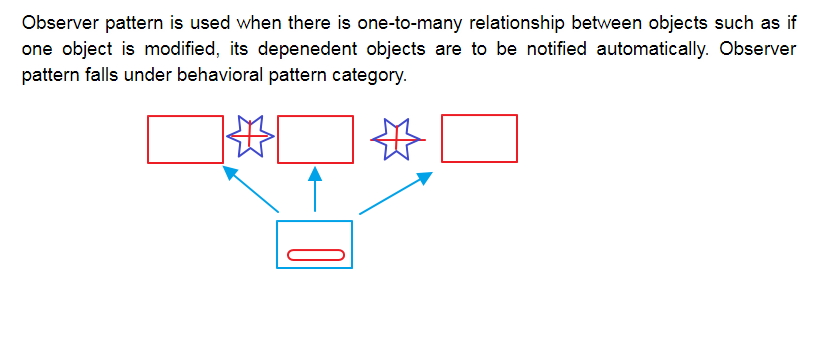 Observer pattern is used when there is one-to-many relationship between objects such as if
one object is modified, its depenedent objects are to be notified automatically. Observer
pattern falls under behavioral pattern category.